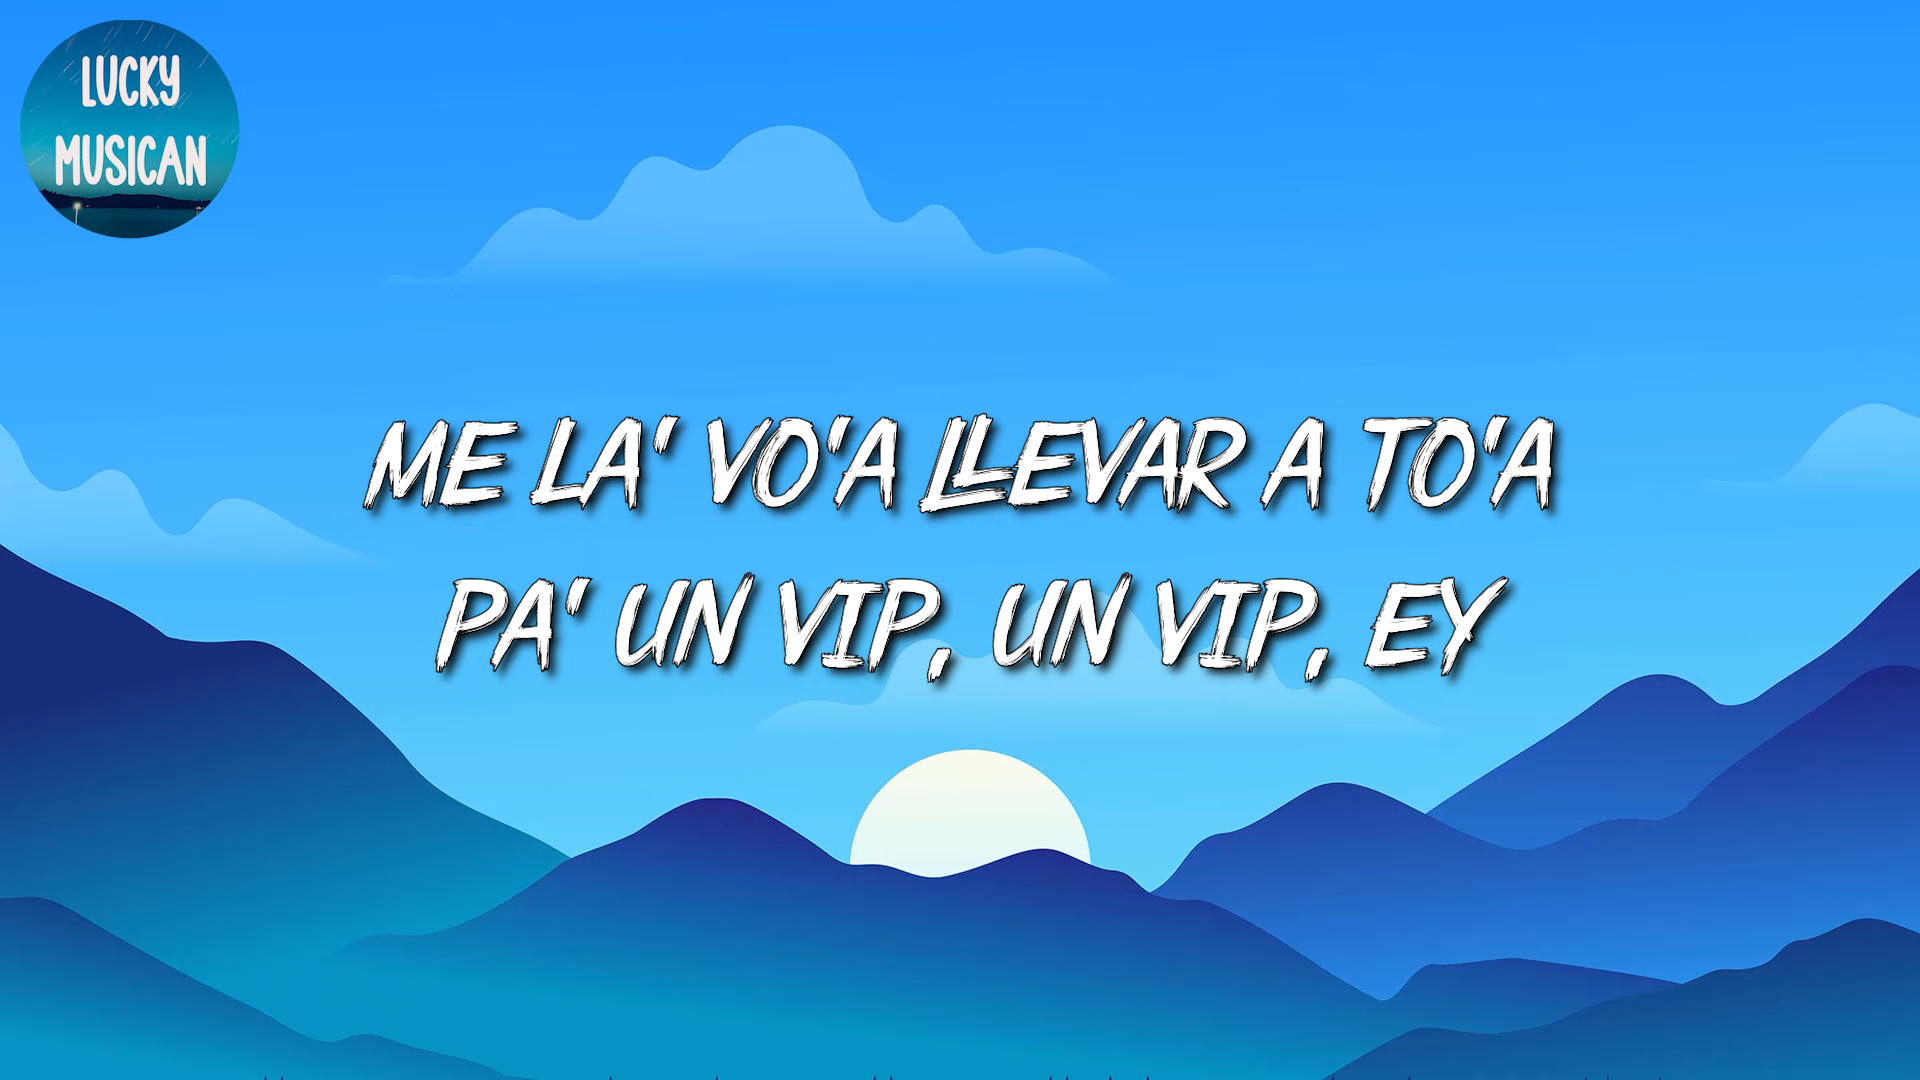 LUCKY
MUSICAN
ME LA' VO'A LLEVAR A TO'A
PA' UN VIP, UN VIP, EY